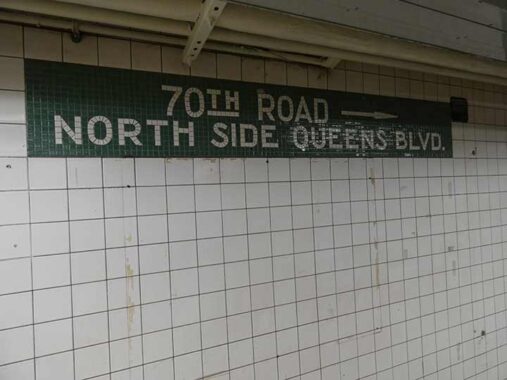 70TH ROAD →
NORTH SIDE QUEENS BLVD.